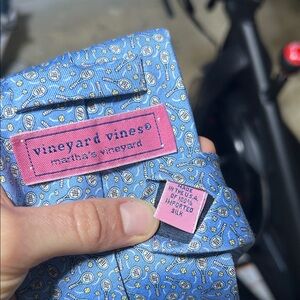 vineyard vines®
martha's vineyard
MADE
IN THE U.S.A.
OF 100%
IMPORTED
SILK